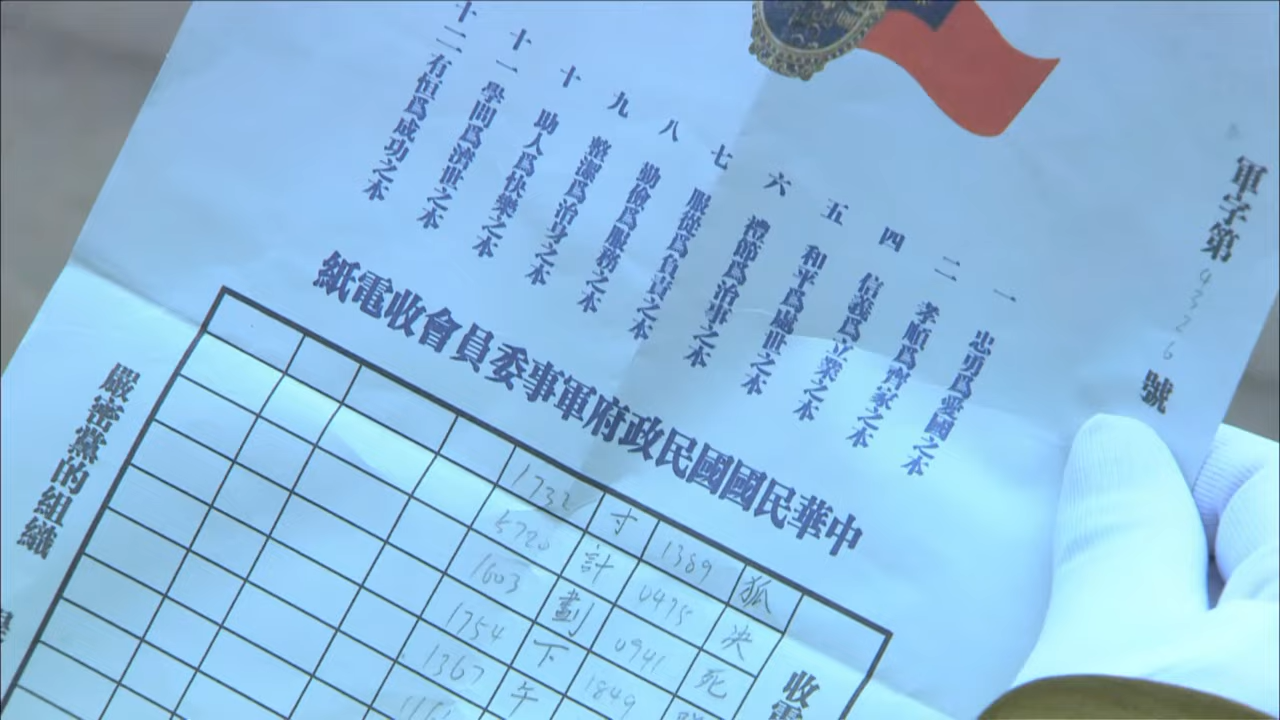 軍字第 4326 號
一 忠勇爲愛國之本
二 孝順爲齊家之本
四 信義爲立業之本
五 和平爲處世之本
六 禮節爲治事之本
七 服從爲負責之本
八 勤儉爲服務之本
九 整潔爲治身之本
十 助人爲快樂之本
十一 學問爲濟世之本
十二 有恒爲成功之本
中華民國國民政府軍事委員會收電紙
收電
狐决死
1389 0475 0941 1849
寸計劃下午
1732 5720 1603 1754 1367
嚴密黨的組織